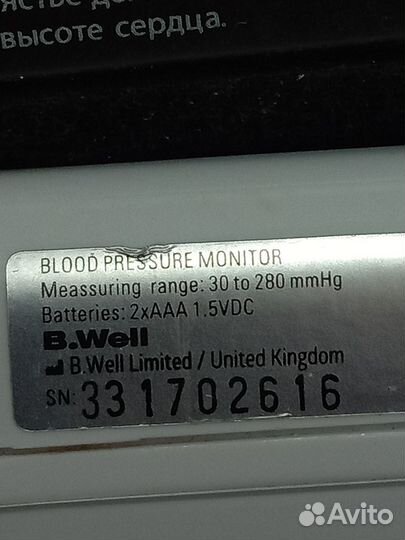 высоте сердца.
BLOOD PRESSURE MONITOR
Meassuring range: 30 to 280 mmHg
Batteries: 2xAAA 1.5VDC
B.Well
B.Well Limited / United Kingdom
SN: 331702616
Avito